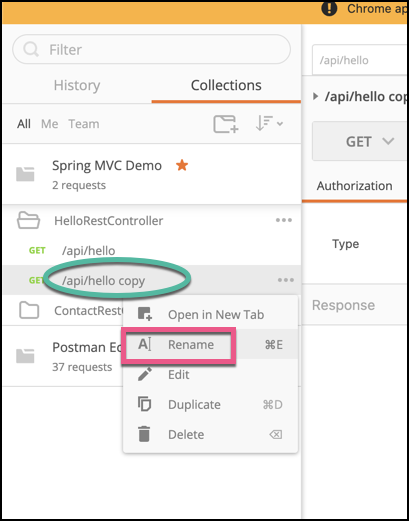 Chrome ap
Filter
/api/hello
History
Collections
/api/hello cop
All Me Team
GET
Spring MVC Demo
2 requests
Authorization
HelloRestController
GET /api/hello
Type
GET /api/hello copy
ContactRest
Response
Open in New Tab
Rename ⌘E
Postman Ec
37 requests
Edit
Duplicate ⌘D
Delete ⌫